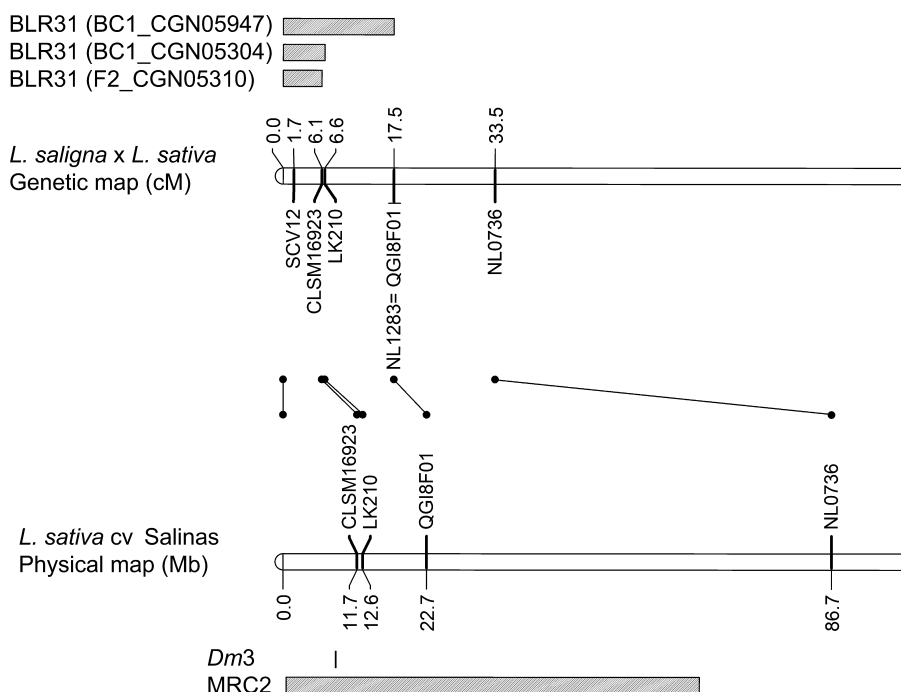 BLR31 (BC1_CGN05947)
BLR31 (BC1_CGN05304)
BLR31 (F2_CGN05310)
0.0
1.7
6.1
6.6
17.5
33.5
L. saligna x L. sativa
Genetic map (cM)
SCV12
CLSM16923
LK210
NL1283= QGI8F01
NL0736
CLSM16923
LK210
QGI8F01
NL0736
L. sativa cv Salinas
Physical map (Mb)
0.0
11.7
12.6
22.7
86.7
Dm3
MRC2